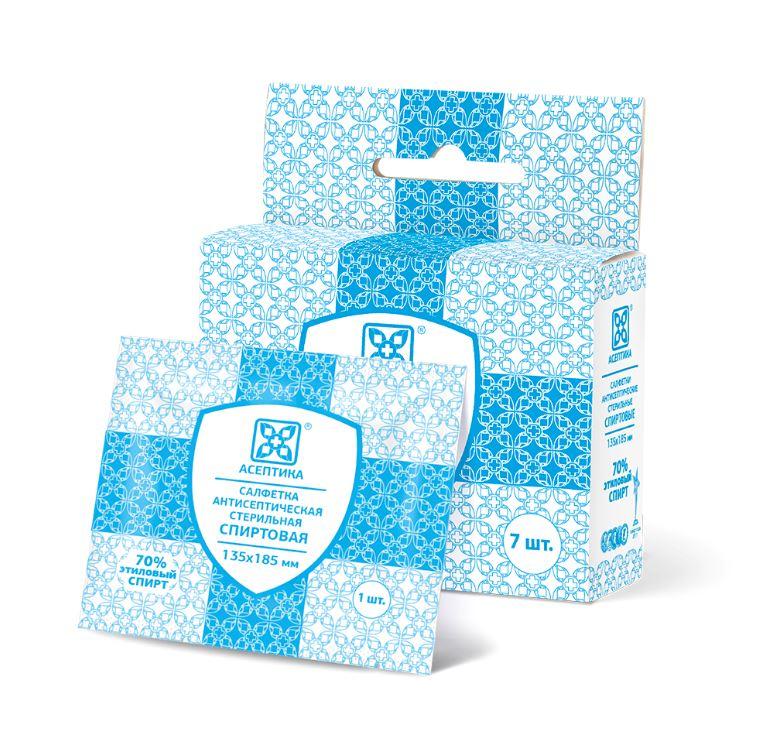 ®
АСЕПТИКА
САЛФЕТКИ
АНТИСЕПТИЧЕСКИЕ
СТЕРИЛЬНЫЕ
СПИРТОВЫЕ
135х185 мм
70%
ЭТИЛОВЫЙ
СПИРТ
7 шт.
®
АСЕПТИКА
САЛФЕТКА
АНТИСЕПТИЧЕСКАЯ
СТЕРИЛЬНАЯ
СПИРТОВАЯ
135х185 мм
70%
ЭТИЛОВЫЙ
СПИРТ
1 шт.